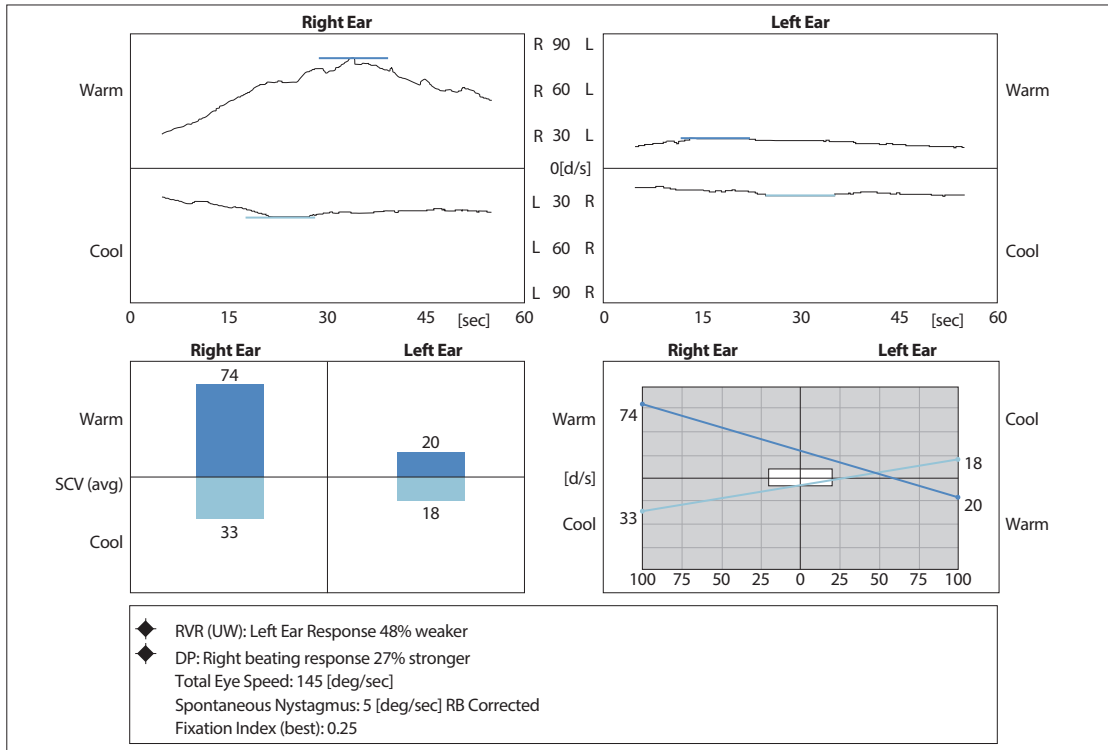 Right Ear
Left Ear
Warm
R 90 L
R 60 L
R 30 L
0[d/s]
L 30 R
L 60 R
L 90 R
Warm
Cool
Cool
0 15 30 45 [sec] 60
0 15 30 45 [sec] 60
Right Ear Left Ear
74
Warm
20
SCV (avg)
18
33
Cool
Right Ear Left Ear
Warm
74
Cool
[d/s]
18
Cool
33
20
Warm
100 75 50 25 0 25 50 75 100
RVR (UW): Left Ear Response 48% weaker
DP: Right beating response 27% stronger
Total Eye Speed: 145 [deg/sec]
Spontaneous Nystagmus: 5 [deg/sec] RB Corrected
Fixation Index (best): 0.25